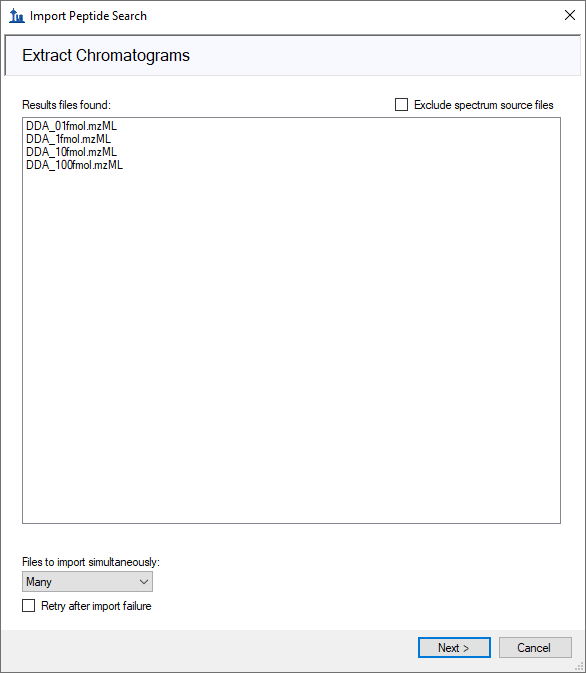 Import Peptide Search
Extract Chromatograms
Results files found:
Exclude spectrum source files
DDA_01fmol.mzML
DDA_1fmol.mzML
DDA_10fmol.mzML
DDA_100fmol.mzML
Files to import simultaneously:
Many
Retry after import failure
Next >
Cancel